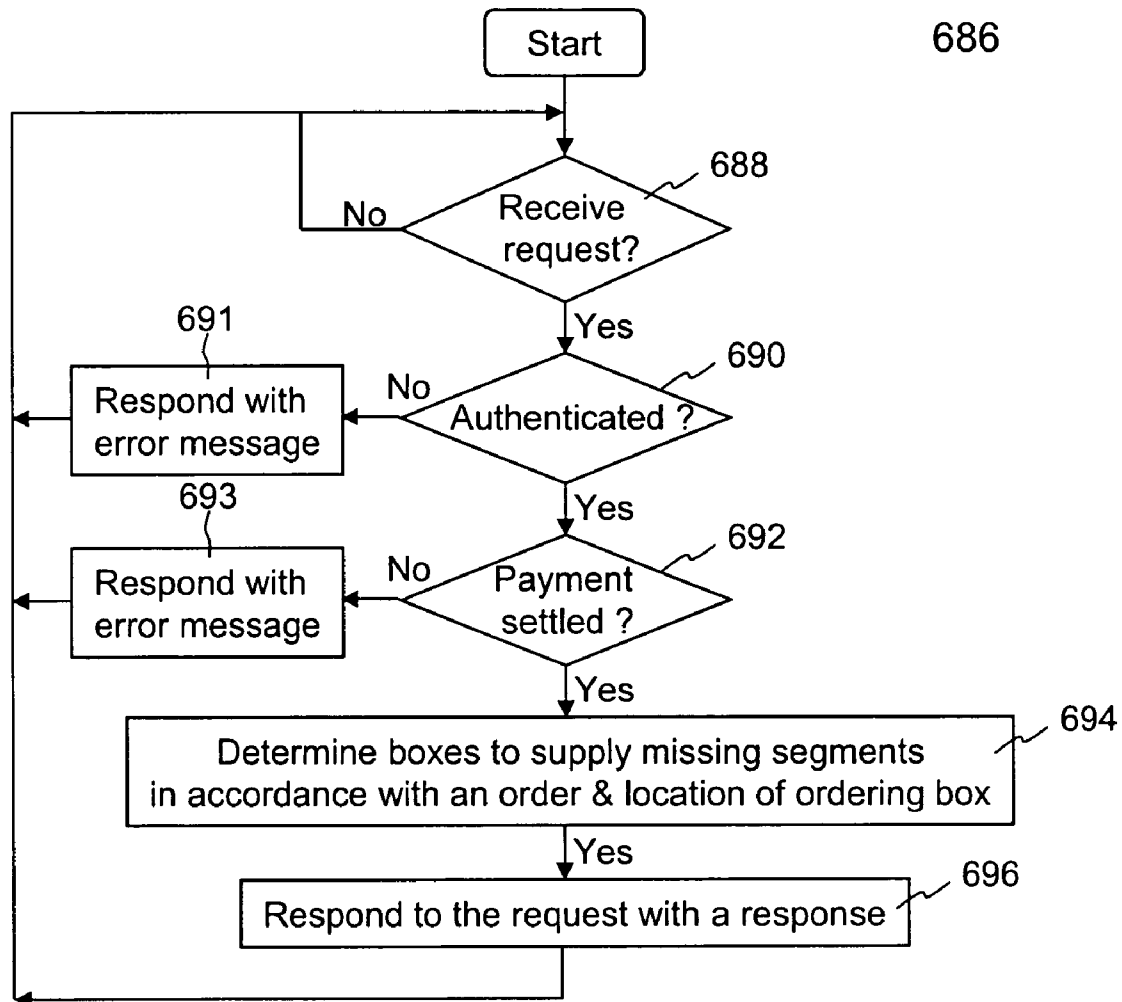 Start
686
688
Receive
request?
No
Yes
691
690
Respond with
error message
No
Authenticated ?
Yes
693
692
Respond with
error message
No
Payment
settled ?
Yes
694
Determine boxes to supply missing segments
in accordance with an order & location of ordering box
Yes
696
Respond to the request with a response